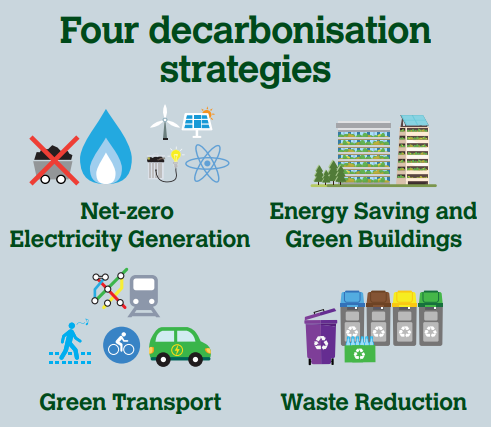 Four decarbonisation
strategies
Net-zero
Electricity Generation
Energy Saving and
Green Buildings
Green Transport
Waste Reduction